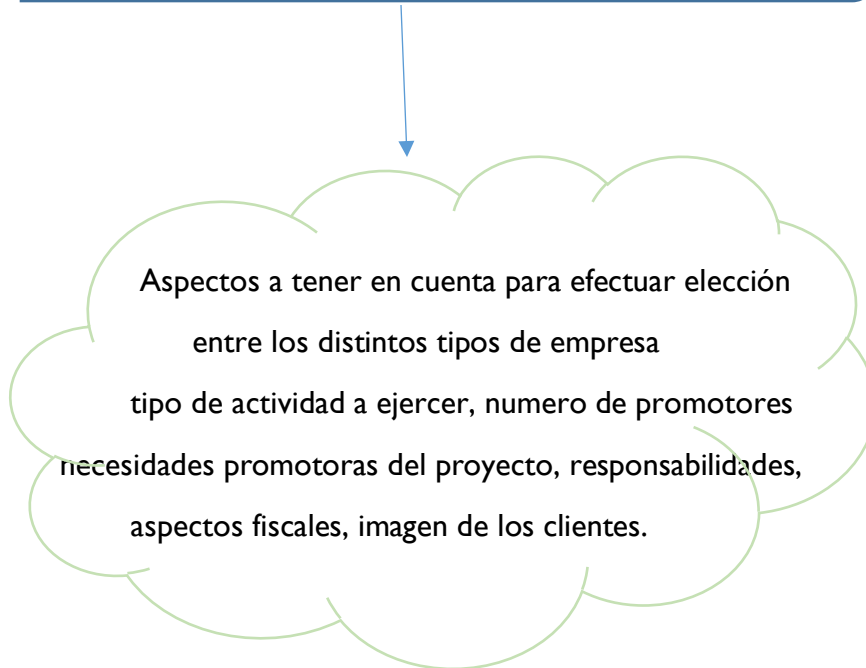 Aspectos a tener en cuenta para efectuar elección
entre los distintos tipos de empresa
tipo de actividad a ejercer, numero de promotores
necesidades promotoras del proyecto, responsabilidades,
aspectos fiscales, imagen de los clientes.